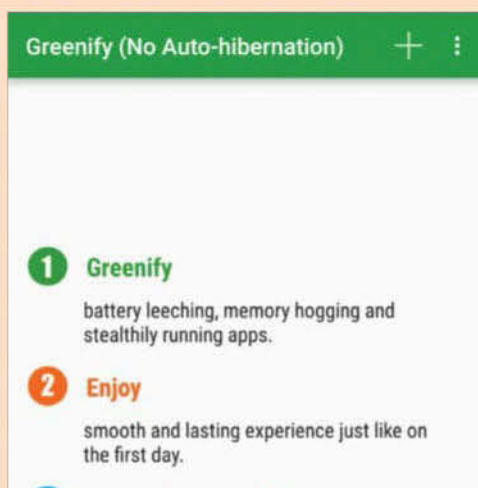 Greenify (No Auto-hibernation)
1 Greenify
battery leeching, memory hogging and
stealthily running apps.
2 Enjoy
smooth and lasting experience just like on
the first day.